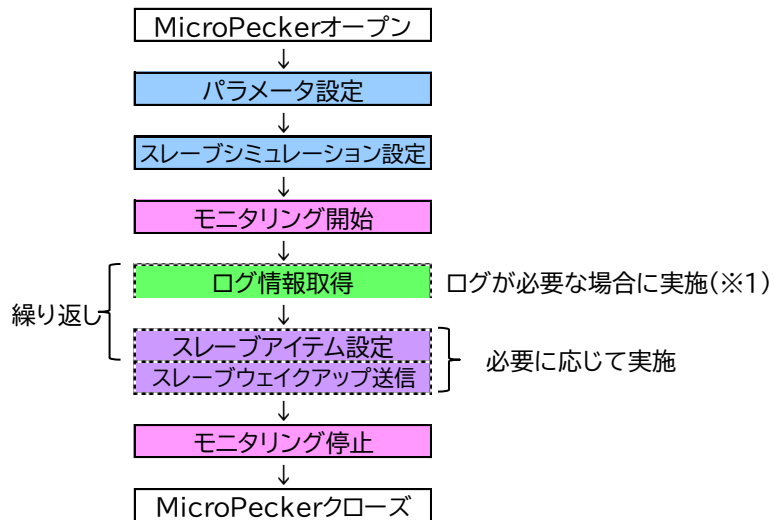 MicroPeckerオープン
↓
パラメータ設定
↓
スレーブシミュレーション設定
↓
モニタリング開始
↓
ログ情報取得 ログが必要な場合に実施(※1)
繰り返し
↓
スレーブアイテム設定
必要に応じて実施
スレーブウェイクアップ送信
↓
モニタリング停止
↓
MicroPeckerクローズ